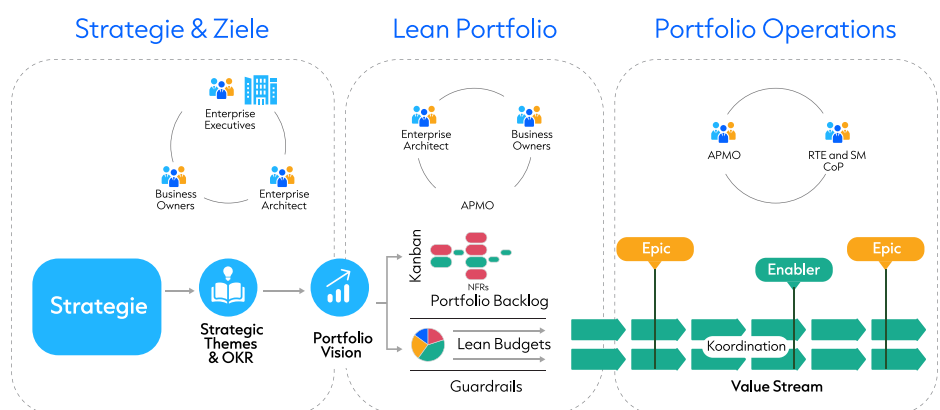 Strategie & Ziele
Lean Portfolio
Portfolio Operations
Enterprise
Executives
Business
Owners
Enterprise
Architect
Enterprise
Architect
Business
Owners
APMO
APMO
RTE and SM
CoP
Strategie
Strategic
Themes
& OKR
Portfolio
Vision
Kanban
NFRs
Portfolio Backlog
Lean Budgets
Guardrails
Epic
Enabler
Epic
Koordination
Value Stream